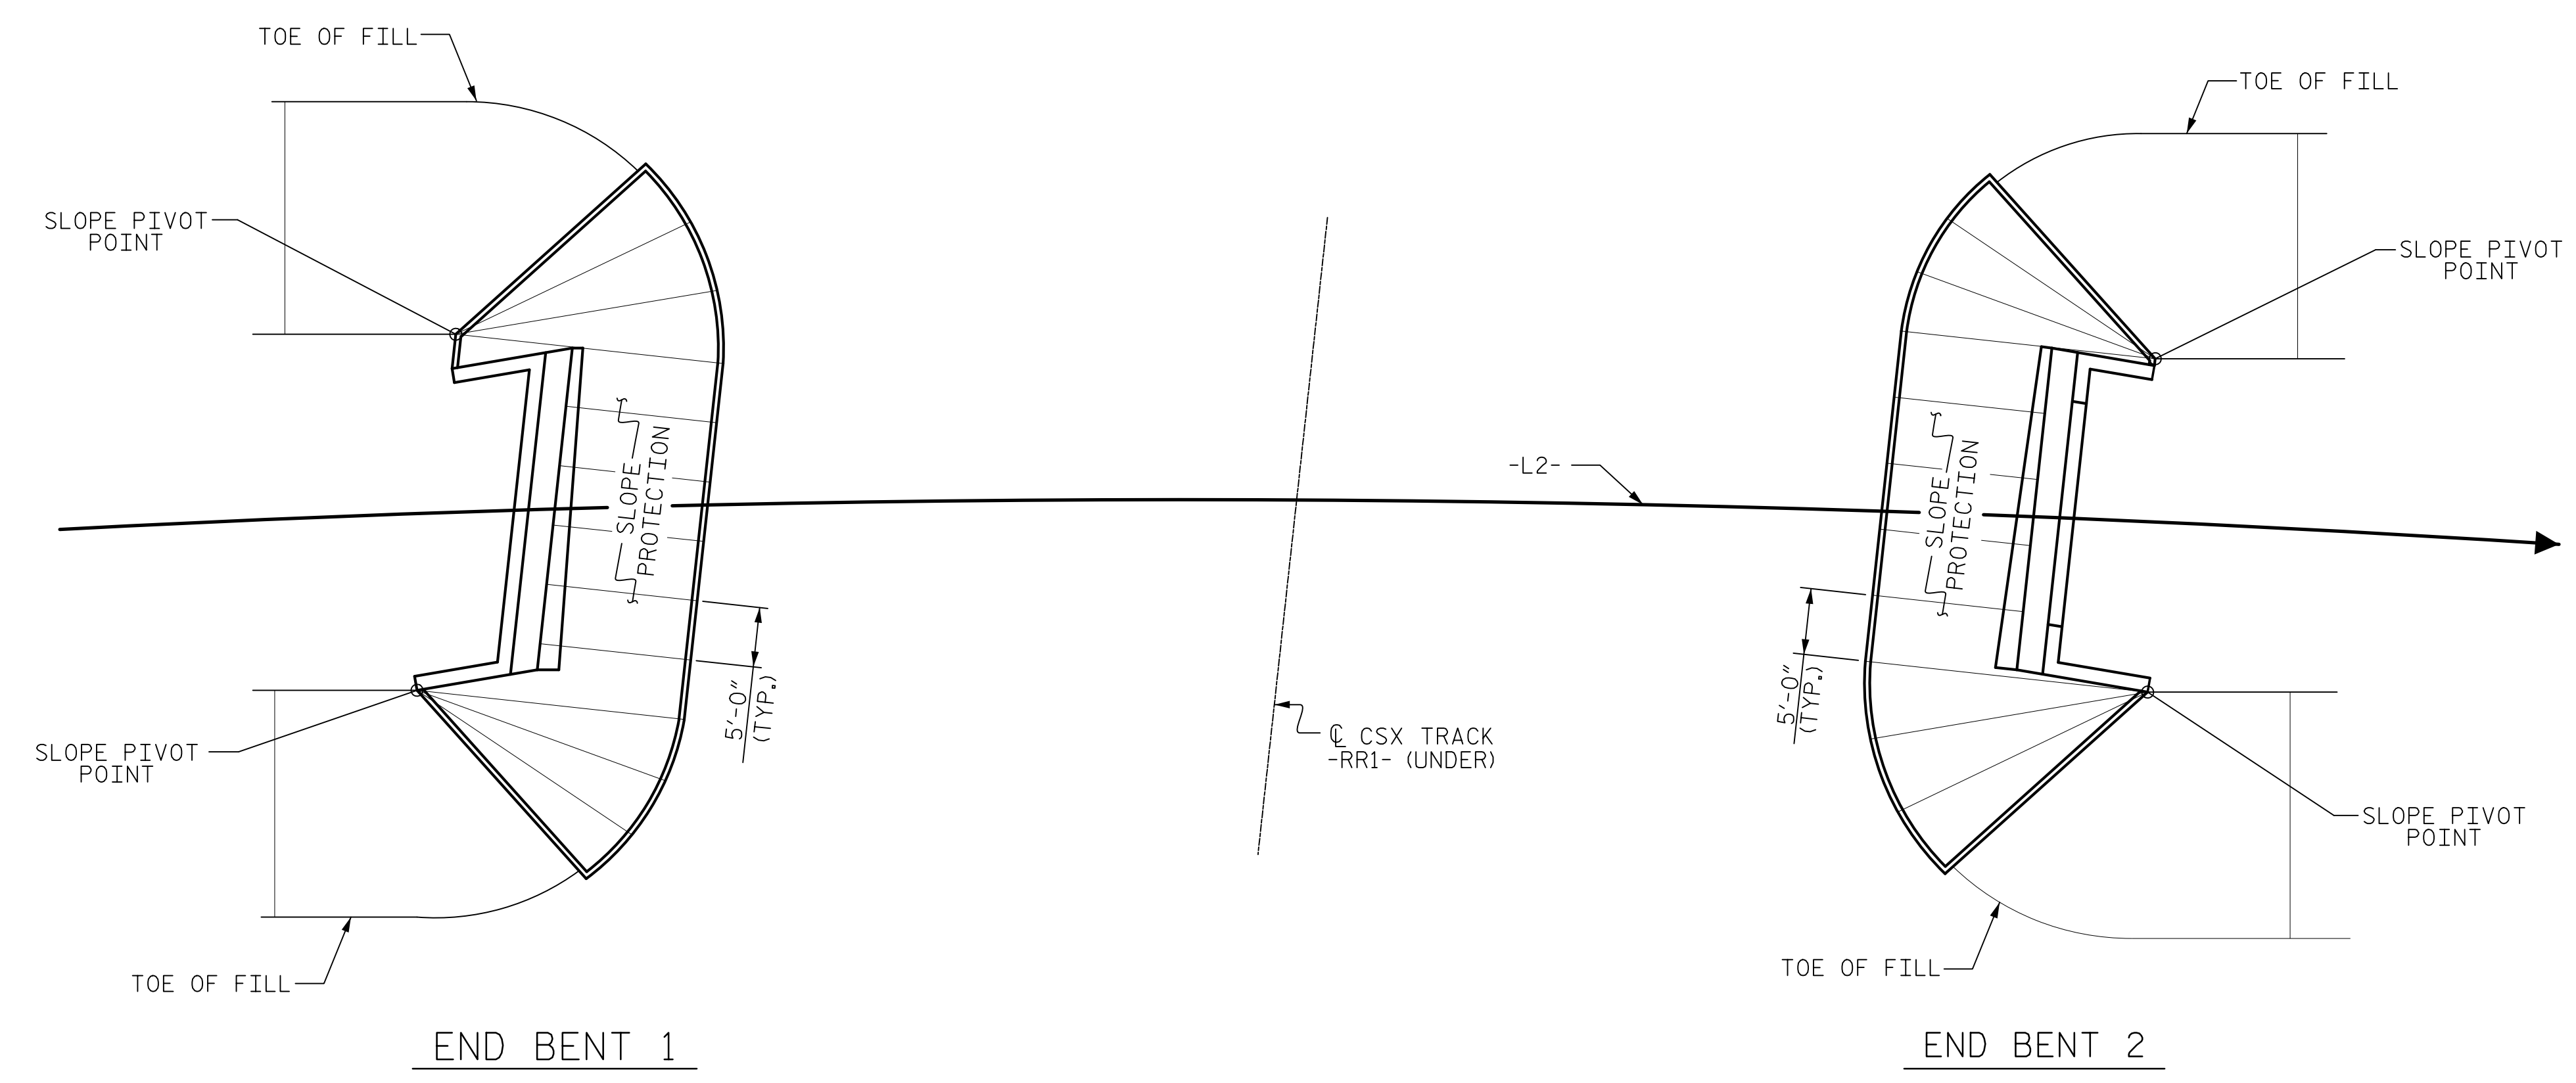 TOE OF FILL
TOE OF FILL
SLOPE PIVOT
POINT
SLOPE PIVOT
POINT
SLOPE
PROTECTION
-L2-
SLOPE
PROTECTION
5'-0"
(TYP.)
5'-0"
(TYP.)
℄ CSX TRACK
-RR1- (UNDER)
SLOPE PIVOT
POINT
SLOPE PIVOT
POINT
TOE OF FILL
TOE OF FILL
END BENT 1
END BENT 2